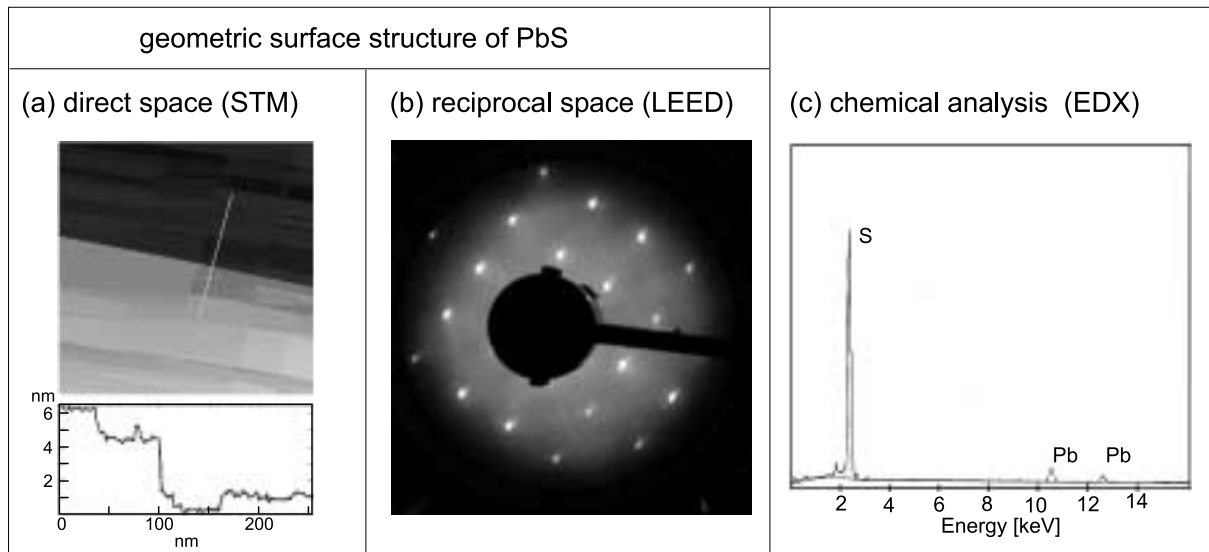 geometric surface structure of PbS
(a) direct space (STM)
(b) reciprocal space (LEED)
(c) chemical analysis (EDX)
nm
6
4
2
0 100 200
nm
S
Pb Pb
2 4 6 8 10 12 14
Energy [keV]